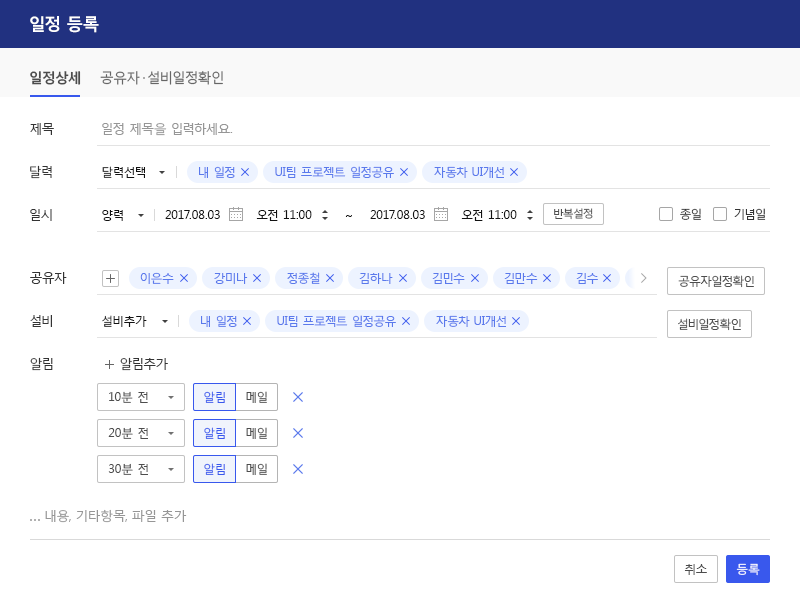 일정 등록
일정상세 공유자·설비일정확인
제목 일정 제목을 입력하세요.
달력 달력선택 내 일정 UI팀 프로젝트 일정공유 자동차 UI개선
일시 양력 2017.08.03 오전 11:00 ~ 2017.08.03 오전 11:00 반복설정 종일 기념일
공유자 이은수 강미나 정종철 김하나 김민수 김만수 김수 공유자일정확인
설비 설비추가 내 일정 UI팀 프로젝트 일정공유 자동차 UI개선 설비일정확인
알림 + 알림추가
10분 전 알림 메일
20분 전 알림 메일
30분 전 알림 메일
... 내용, 기타항목, 파일 추가
취소 등록